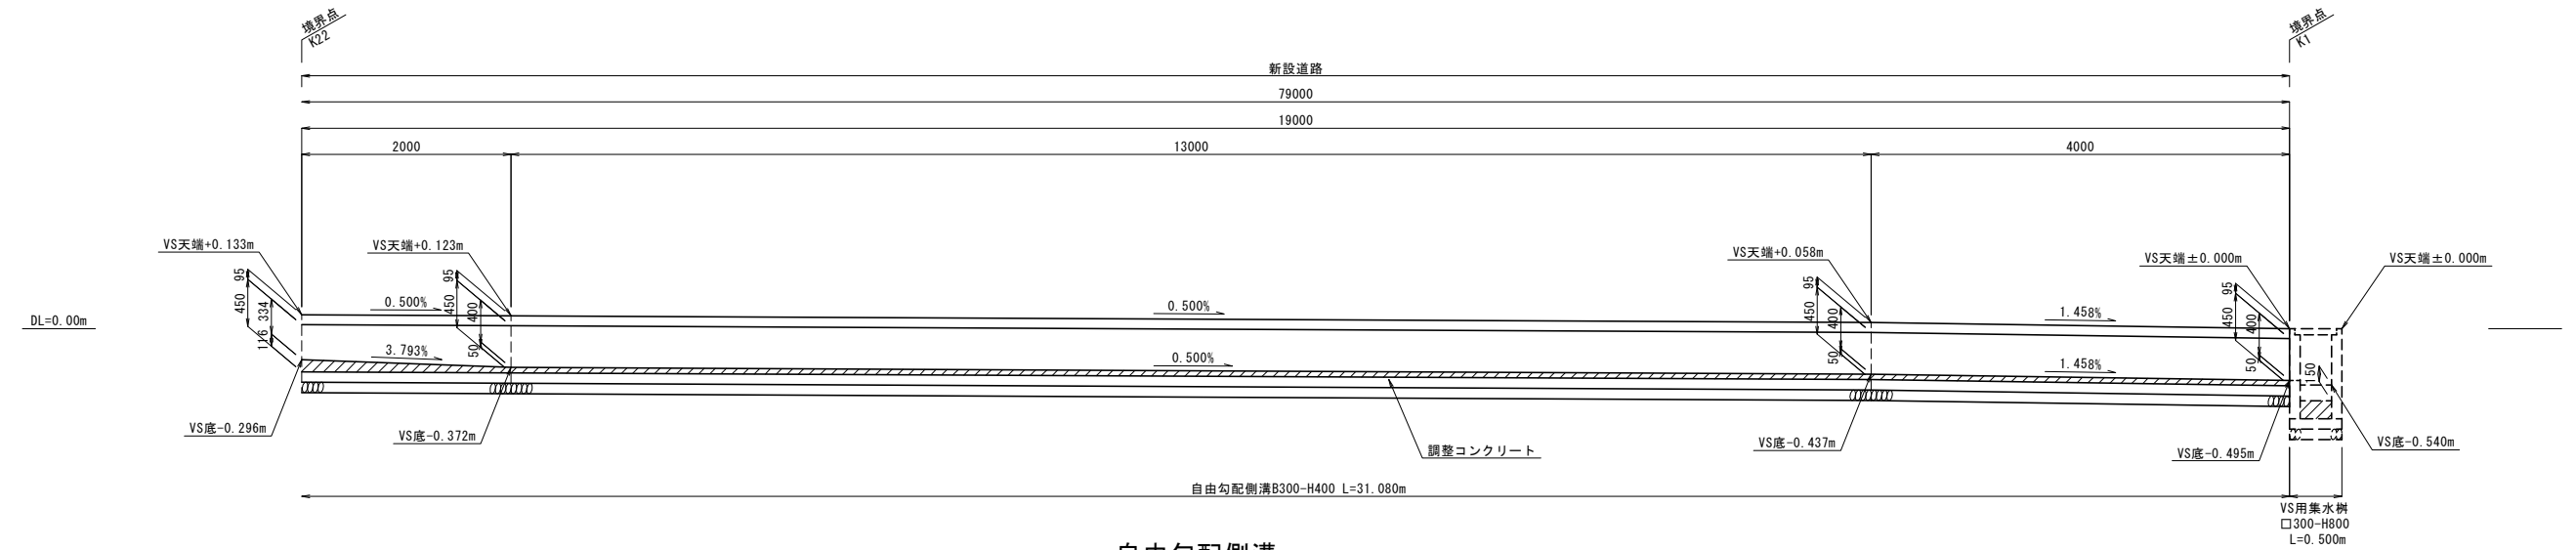 境界点
K22
境界点
K1
新設道路
79000
19000
2000
13000
4000
VS天端+0.133m
VS天端+0.123m
VS天端+0.058m
VS天端±0.000m
VS天端±0.000m
95
450
334
116
95
450
400
50
95
450
400
50
95
450
400
50
50
0.500%
0.500%
1.458%
DL=0.00m
3.793%
0.500%
1.458%
VS底-0.296m
VS底-0.372m
VS底-0.437m
VS底-0.495m
VS底-0.540m
調整コンクリート
自由勾配側溝B300-H400 L=31.080m
VS用集水桝
□300-H800
L=0.500m
自由勾配側溝